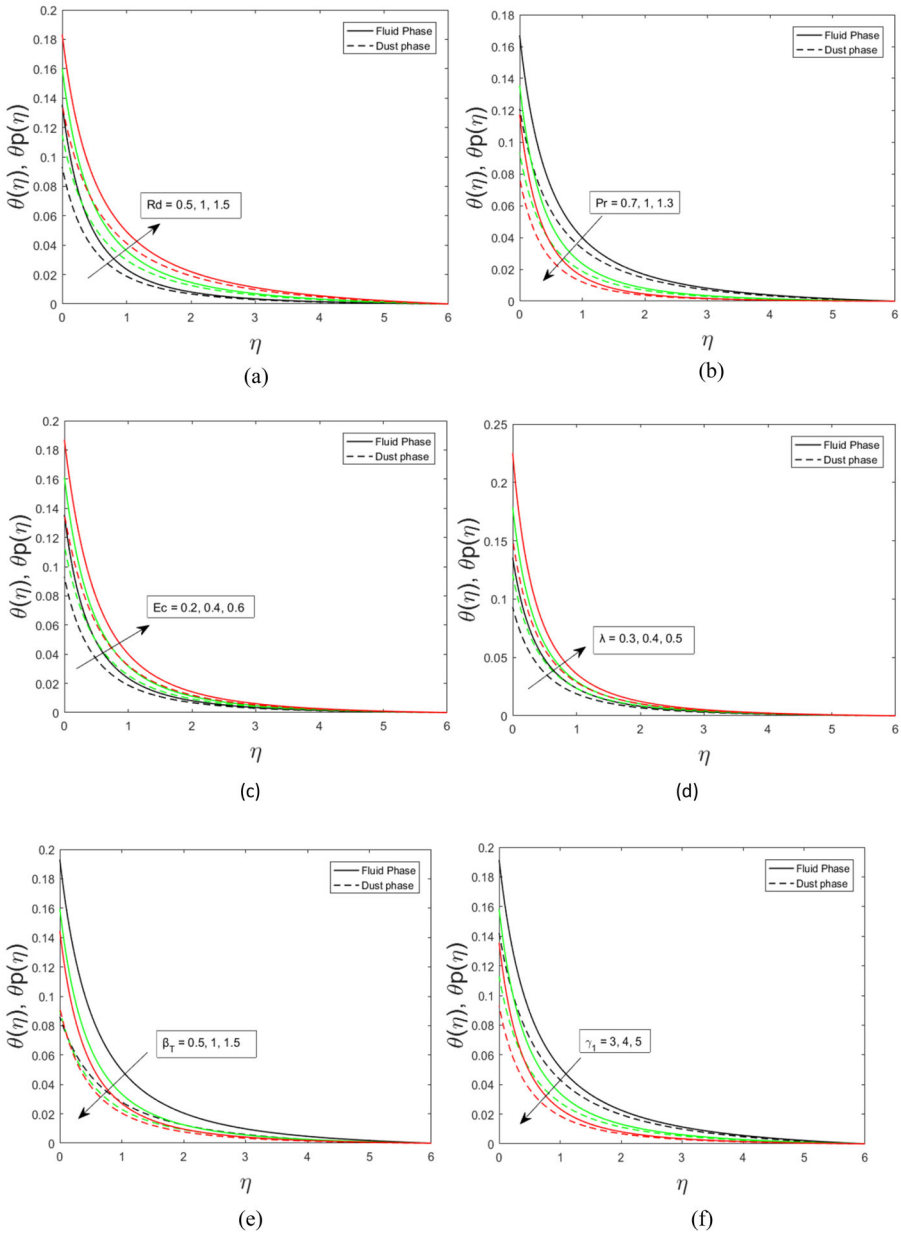 0.2
0.18
0.16
0.14
0.12
0.1
0.08
0.06
0.04
0.02
0
θ(η), θp(η)
Fluid Phase
Dust phase
Rd = 0.5, 1, 1.5
0 1 2 3 4 5 6
η
(a)
0.18
0.16
0.14
0.12
0.1
0.08
0.06
0.04
0.02
0
θ(η), θp(η)
Fluid Phase
Dust phase
Pr = 0.7, 1, 1.3
0 1 2 3 4 5 6
η
(b)
0.2
0.18
0.16
0.14
0.12
0.1
0.08
0.06
0.04
0.02
0
θ(η), θp(η)
Fluid Phase
Dust phase
Ec = 0.2, 0.4, 0.6
0 1 2 3 4 5 6
η
(c)
0.25
0.2
0.15
0.1
0.05
0
θ(η), θp(η)
Fluid Phase
Dust phase
λ = 0.3, 0.4, 0.5
0 1 2 3 4 5 6
η
(d)
0.2
0.18
0.16
0.14
0.12
0.1
0.08
0.06
0.04
0.02
0
θ(η), θp(η)
Fluid Phase
Dust phase
β_T = 0.5, 1, 1.5
0 1 2 3 4 5 6
η
(e)
0.2
0.18
0.16
0.14
0.12
0.1
0.08
0.06
0.04
0.02
0
θ(η), θp(η)
Fluid Phase
Dust phase
γ₁ = 3, 4, 5
0 1 2 3 4 5 6
η
(f)